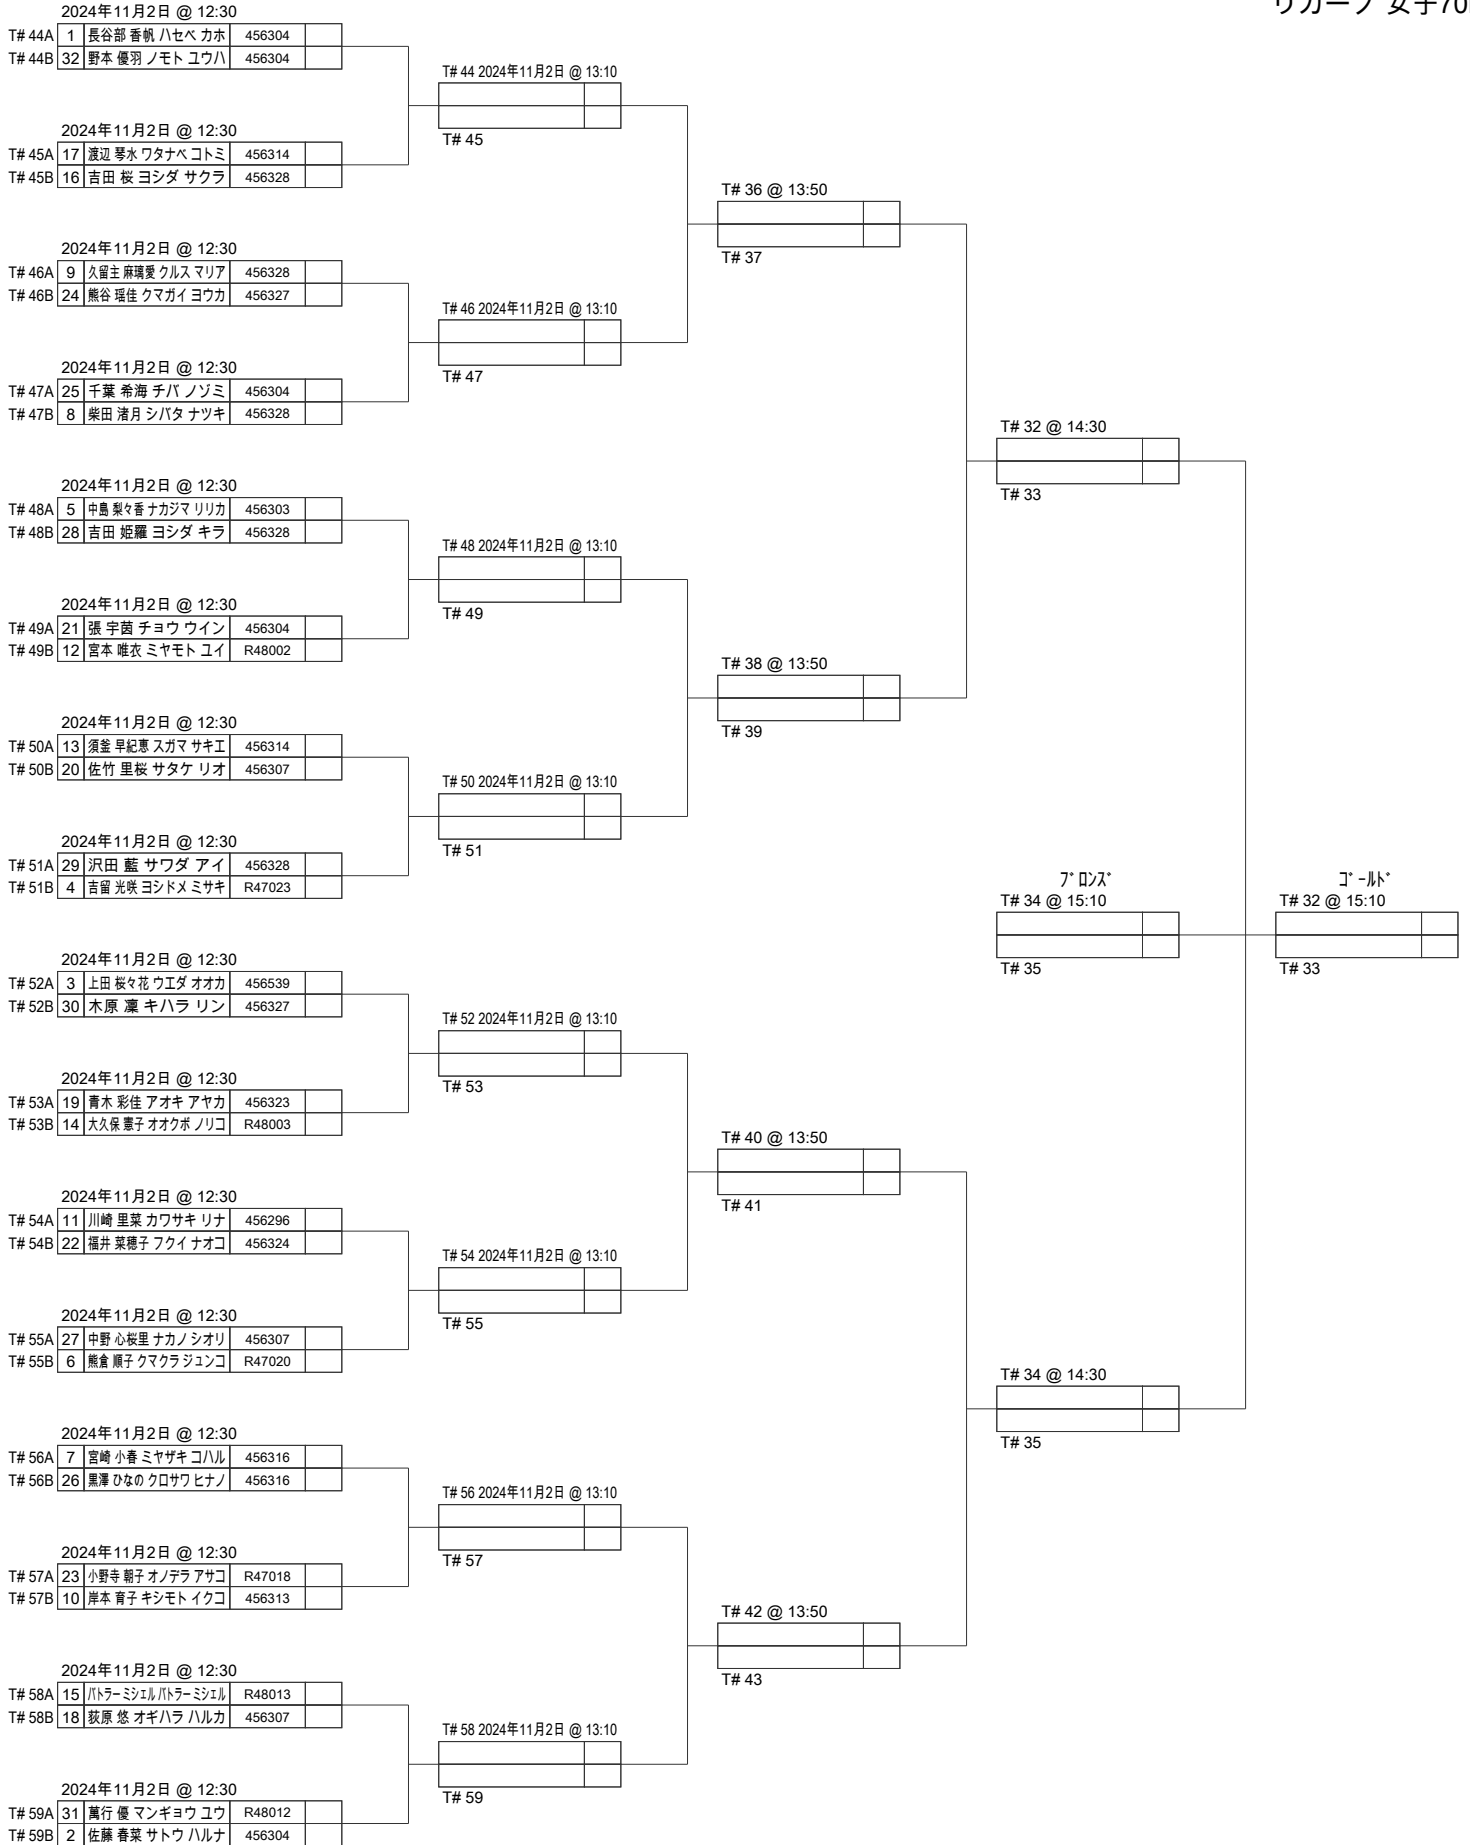 リカーブ 女子70
2024年11月2日 @ 12:30
T# 44A 1 長谷部 香帆 ハセベ カホ 456304
T# 44B 32 野本 優羽 ノモト ユウハ 456304
T# 44 2024年11月2日 @ 13:10
T# 45
2024年11月2日 @ 12:30
T# 45A 17 渡辺 琴水 ワタナベ コトミ 456314
T# 45B 16 吉田 桜 ヨシダ サクラ 456328
T# 36 @ 13:50
T# 37
2024年11月2日 @ 12:30
T# 46A 9 久留主 麻璃愛 クルス マリア 456328
T# 46B 24 熊谷 瑶佳 クマガイ ヨウカ 456327
T# 46 2024年11月2日 @ 13:10
T# 47
2024年11月2日 @ 12:30
T# 47A 25 千葉 希海 チバ ノゾミ 456304
T# 47B 8 柴田 渚月 シバタ ナツキ 456328
T# 32 @ 14:30
T# 33
2024年11月2日 @ 12:30
T# 48A 5 中島 梨々香 ナカジマ リリカ 456303
T# 48B 28 吉田 姫羅 ヨシダ キラ 456328
T# 48 2024年11月2日 @ 13:10
T# 49
2024年11月2日 @ 12:30
T# 49A 21 張 宇茵 チョウ ウイン 456304
T# 49B 12 宮本 唯衣 ミヤモト ユイ R48002
T# 38 @ 13:50
T# 39
2024年11月2日 @ 12:30
T# 50A 13 須釜 早紀恵 スガマ サキエ 456314
T# 50B 20 佐竹 里桜 サタケ リオ 456307
T# 50 2024年11月2日 @ 13:10
T# 51
2024年11月2日 @ 12:30
T# 51A 29 沢田 藍 サワダ アイ 456328
T# 51B 4 吉留 光咲 ヨシドメ ミサキ R47023
ブロンズ
T# 34 @ 15:10
T# 35
ゴールド
T# 32 @ 15:10
T# 33
2024年11月2日 @ 12:30
T# 52A 3 上田 桜々花 ウエダ オオカ 456539
T# 52B 30 木原 凜 キハラ リン 456327
T# 52 2024年11月2日 @ 13:10
T# 53
2024年11月2日 @ 12:30
T# 53A 19 青木 彩佳 アオキ アヤカ 456323
T# 53B 14 大久保 憲子 オオクボ ノリコ R48003
T# 40 @ 13:50
T# 41
2024年11月2日 @ 12:30
T# 54A 11 川崎 里菜 カワサキ リナ 456296
T# 54B 22 福井 菜穂子 フクイ ナオコ 456324
T# 54 2024年11月2日 @ 13:10
T# 55
2024年11月2日 @ 12:30
T# 55A 27 中野 心桜里 ナカノ シオリ 456307
T# 55B 6 熊倉 順子 クマクラ ジュンコ R47020
T# 34 @ 14:30
T# 35
2024年11月2日 @ 12:30
T# 56A 7 宮崎 小春 ミヤザキ コハル 456316
T# 56B 26 黒澤 ひなの クロサワ ヒナノ 456316
T# 56 2024年11月2日 @ 13:10
T# 57
2024年11月2日 @ 12:30
T# 57A 23 小野寺 朝子 オノデラ アサコ R47018
T# 57B 10 岸本 育子 キシモト イクコ 456313
T# 42 @ 13:50
T# 43
2024年11月2日 @ 12:30
T# 58A 15 バトラー ミシェル バトラー ミシェル R48013
T# 58B 18 荻原 悠 オギハラ ハルカ 456307
T# 58 2024年11月2日 @ 13:10
T# 59
2024年11月2日 @ 12:30
T# 59A 31 萬行 優 マンギョウ ユウ R48012
T# 59B 2 佐藤 春菜 サトウ ハルナ 456304